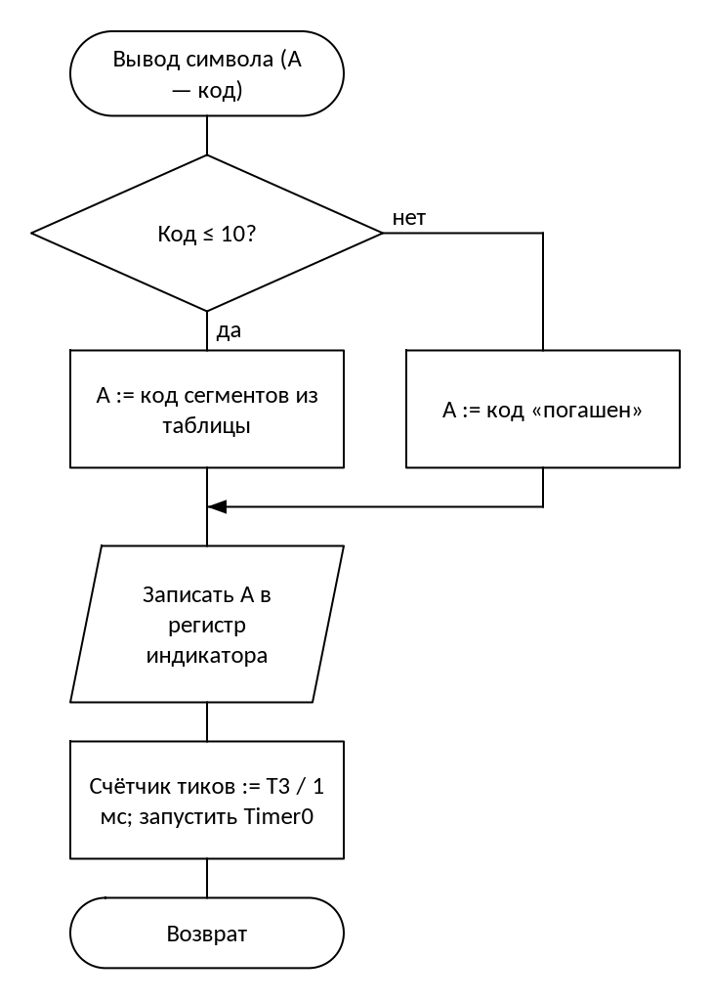 Вывод символа (A
— код)
Код ≤ 10?
нет
да
A := код сегментов из
таблицы
A := код «погашен»
Записать A в
регистр
индикатора
Счётчик тиков := T3 / 1
мс; запустить Timer0
Возврат